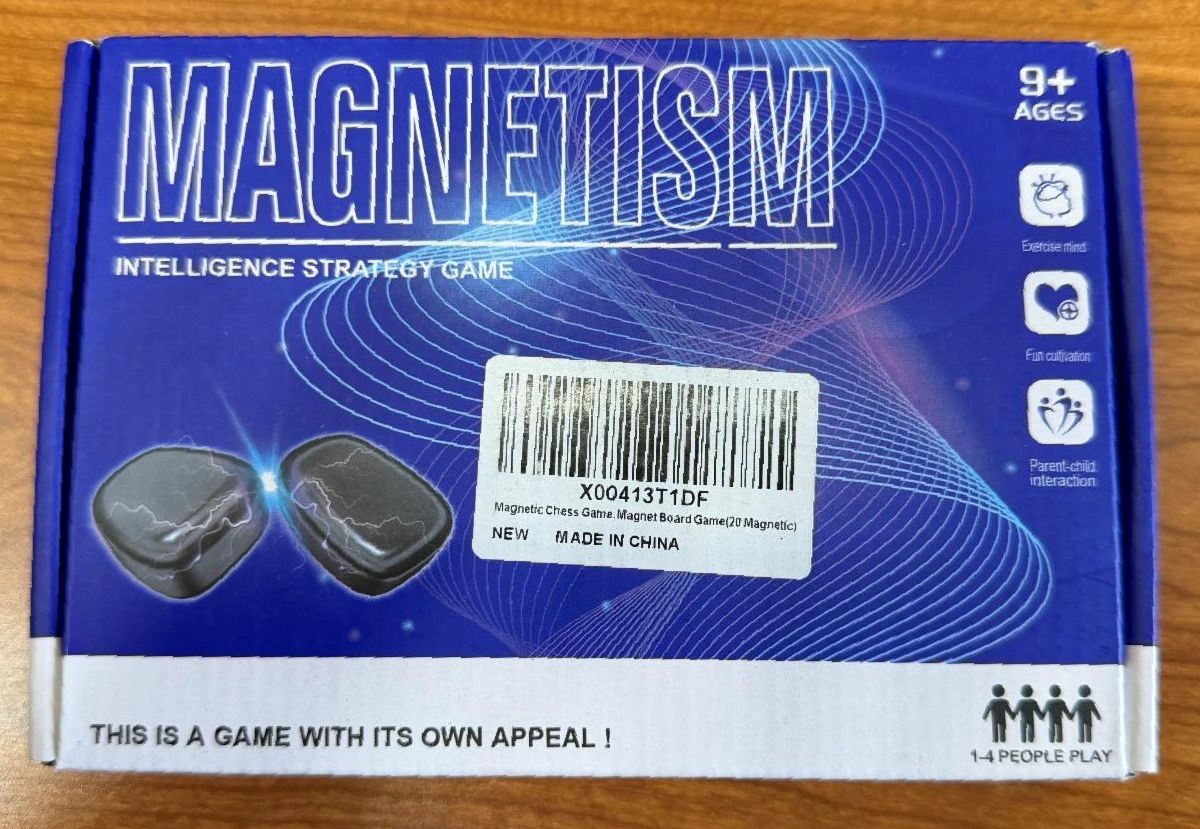 MAGNETISM
INTELLIGENCE STRATEGY GAME
9+
AGES
Exercise mind
Fun cultivation
Parent-child
interaction
X00413T1DF
Magnetic Chess Game.Magnet Board Game(20 Magnetic)
NEW MADE IN CHINA
THIS IS A GAME WITH ITS OWN APPEAL !
1-4 PEOPLE PLAY